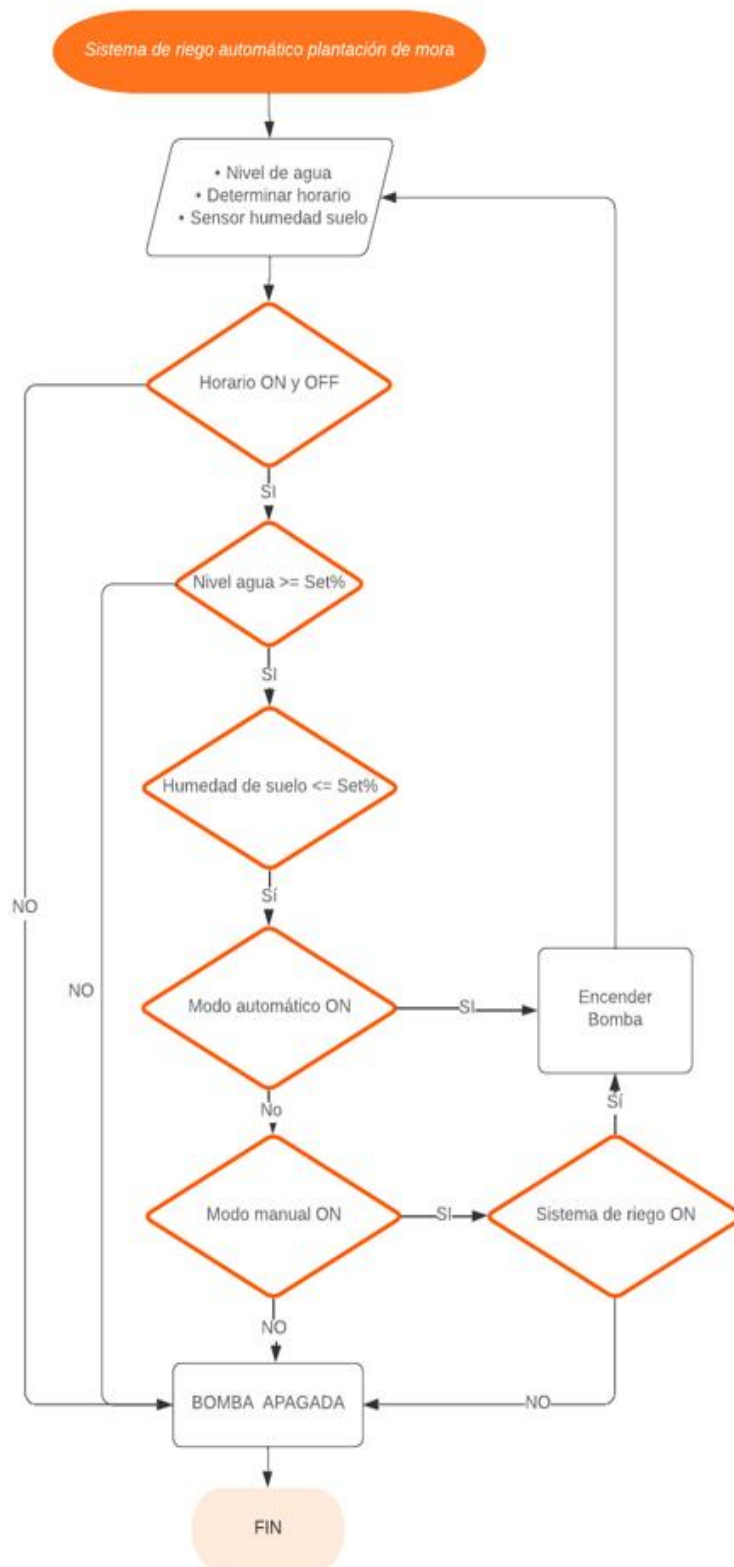 Sistema de riego automático plantación de mora
• Nivel de agua
• Determinar horario
• Sensor humedad suelo
Horario ON y OFF
SI
Nivel agua >= Set%
SI
Humedad de suelo <= Set%
Sí
NO
NO
Modo automático ON
SI
Encender
Bomba
No
Sí
Modo manual ON
SI
Sistema de riego ON
NO
BOMBA APAGADA
NO
FIN